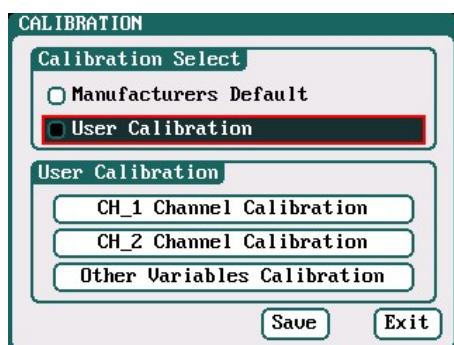 CALIBRATION
Calibration Select
Manufacturers Default
User Calibration
User Calibration
CH_1 Channel Calibration
CH_2 Channel Calibration
Other Variables Calibration
Save Exit